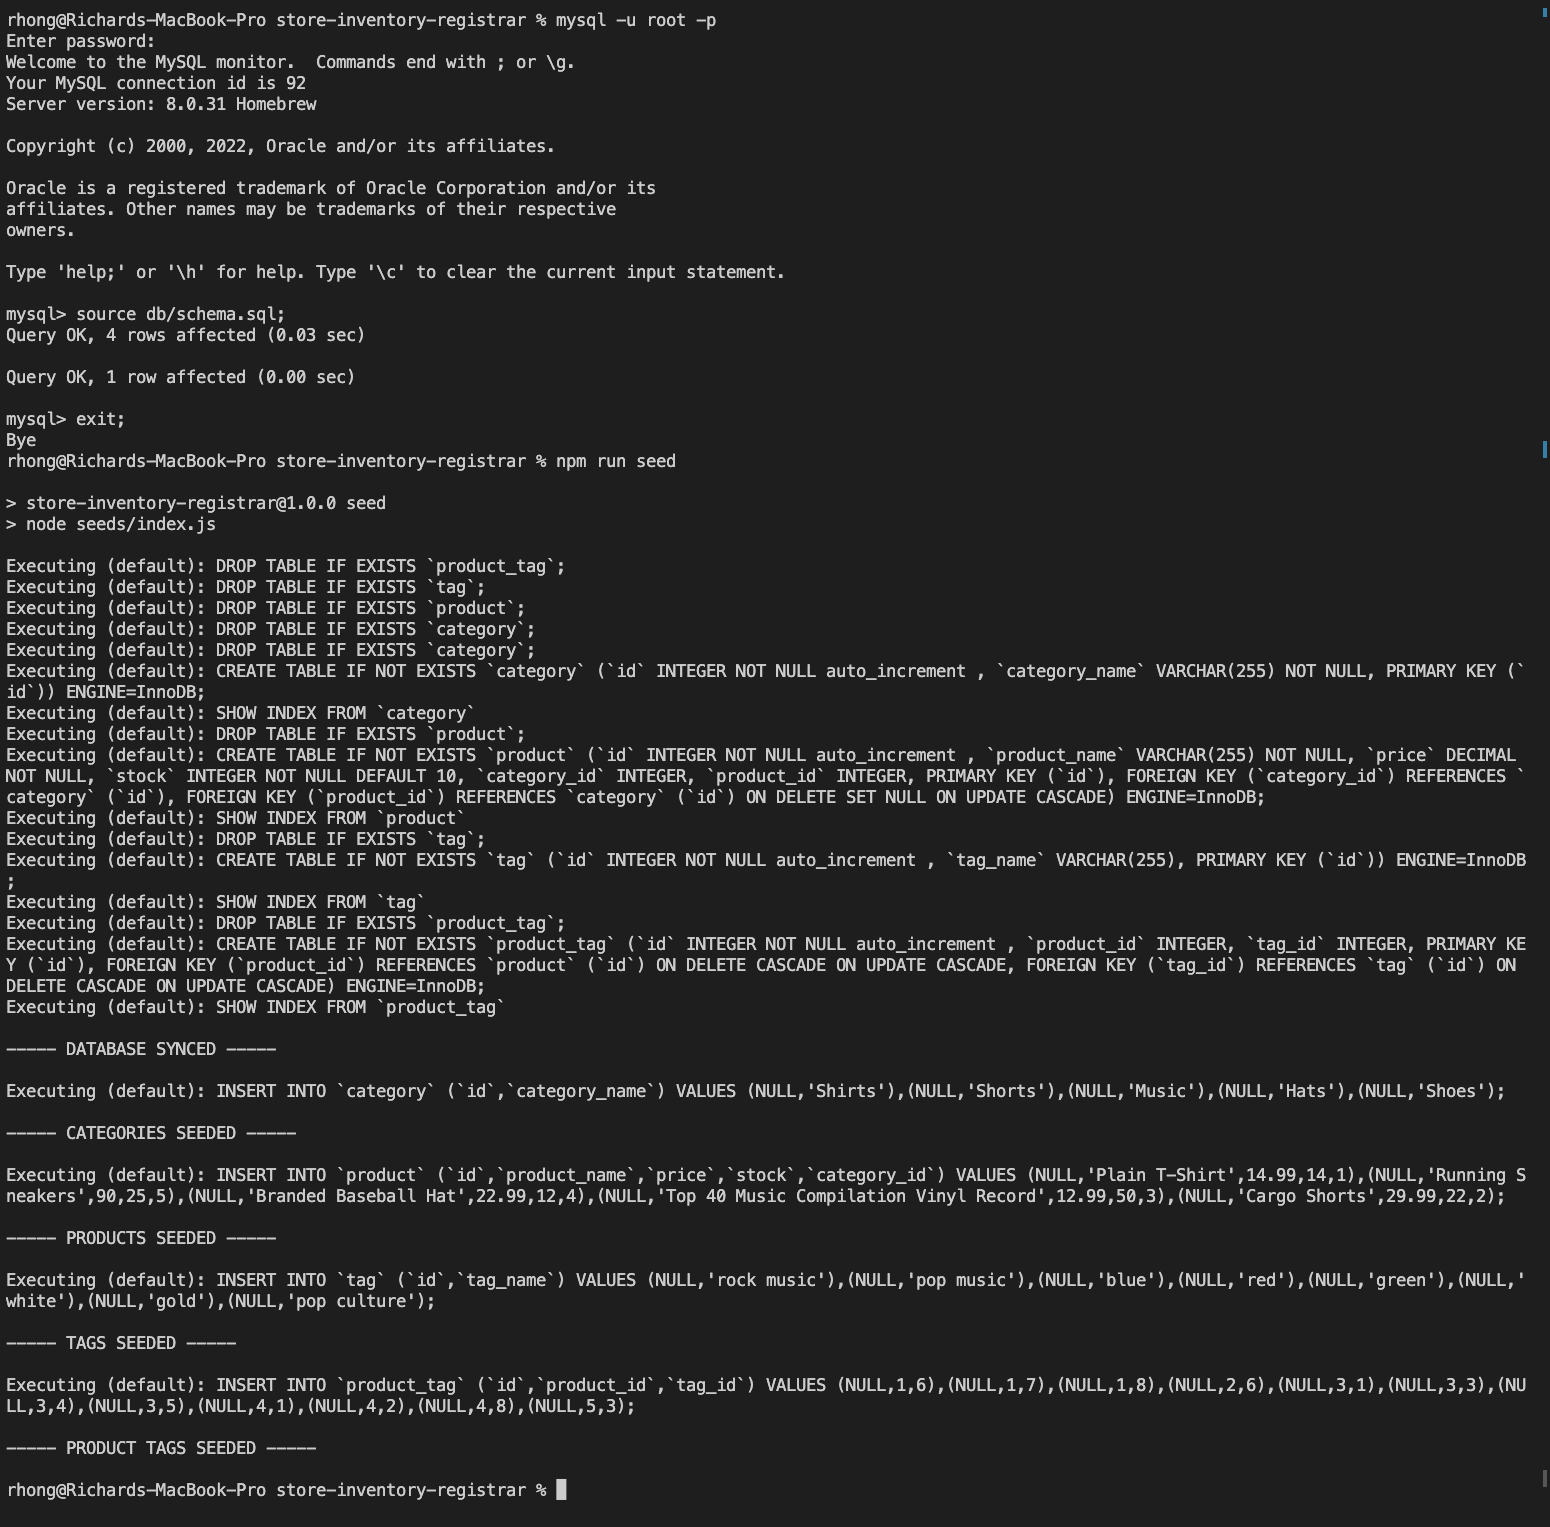 rhong@Richards-MacBook-Pro store-inventory-registrar % mysql -u root -p
Enter password:
Welcome to the MySQL monitor.  Commands end with ; or \g.
Your MySQL connection id is 92
Server version: 8.0.31 Homebrew

Copyright (c) 2000, 2022, Oracle and/or its affiliates.

Oracle is a registered trademark of Oracle Corporation and/or its
affiliates. Other names may be trademarks of their respective
owners.

Type 'help;' or '\h' for help. Type '\c' to clear the current input statement.

mysql> source db/schema.sql;
Query OK, 4 rows affected (0.03 sec)

Query OK, 1 row affected (0.00 sec)

mysql> exit;
Bye
rhong@Richards-MacBook-Pro store-inventory-registrar % npm run seed

> store-inventory-registrar@1.0.0 seed
> node seeds/index.js

Executing (default): DROP TABLE IF EXISTS `product_tag`;
Executing (default): DROP TABLE IF EXISTS `tag`;
Executing (default): DROP TABLE IF EXISTS `product`;
Executing (default): DROP TABLE IF EXISTS `category`;
Executing (default): DROP TABLE IF EXISTS `category`;
Executing (default): CREATE TABLE IF NOT EXISTS `category` (`id` INTEGER NOT NULL auto_increment , `category_name` VARCHAR(255) NOT NULL, PRIMARY KEY (`
id`)) ENGINE=InnoDB;
Executing (default): SHOW INDEX FROM `category`
Executing (default): DROP TABLE IF EXISTS `product`;
Executing (default): CREATE TABLE IF NOT EXISTS `product` (`id` INTEGER NOT NULL auto_increment , `product_name` VARCHAR(255) NOT NULL, `price` DECIMAL
NOT NULL, `stock` INTEGER NOT NULL DEFAULT 10, `category_id` INTEGER, `product_id` INTEGER, PRIMARY KEY (`id`), FOREIGN KEY (`category_id`) REFERENCES `
category` (`id`), FOREIGN KEY (`product_id`) REFERENCES `category` (`id`) ON DELETE SET NULL ON UPDATE CASCADE) ENGINE=InnoDB;
Executing (default): SHOW INDEX FROM `product`
Executing (default): DROP TABLE IF EXISTS `tag`;
Executing (default): CREATE TABLE IF NOT EXISTS `tag` (`id` INTEGER NOT NULL auto_increment , `tag_name` VARCHAR(255), PRIMARY KEY (`id`)) ENGINE=InnoDB
;
Executing (default): SHOW INDEX FROM `tag`
Executing (default): DROP TABLE IF EXISTS `product_tag`;
Executing (default): CREATE TABLE IF NOT EXISTS `product_tag` (`id` INTEGER NOT NULL auto_increment , `product_id` INTEGER, `tag_id` INTEGER, PRIMARY KE
Y (`id`), FOREIGN KEY (`product_id`) REFERENCES `product` (`id`) ON DELETE CASCADE ON UPDATE CASCADE, FOREIGN KEY (`tag_id`) REFERENCES `tag` (`id`) ON
DELETE CASCADE ON UPDATE CASCADE) ENGINE=InnoDB;
Executing (default): SHOW INDEX FROM `product_tag`

----- DATABASE SYNCED -----

Executing (default): INSERT INTO `category` (`id`,`category_name`) VALUES (NULL,'Shirts'),(NULL,'Shorts'),(NULL,'Music'),(NULL,'Hats'),(NULL,'Shoes');

----- CATEGORIES SEEDED -----

Executing (default): INSERT INTO `product` (`id`,`product_name`,`price`,`stock`,`category_id`) VALUES (NULL,'Plain T-Shirt',14.99,14,1),(NULL,'Running S
neakers',90,25,5),(NULL,'Branded Baseball Hat',22.99,12,4),(NULL,'Top 40 Music Compilation Vinyl Record',12.99,50,3),(NULL,'Cargo Shorts',29.99,22,2);

----- PRODUCTS SEEDED -----

Executing (default): INSERT INTO `tag` (`id`,`tag_name`) VALUES (NULL,'rock music'),(NULL,'pop music'),(NULL,'blue'),(NULL,'red'),(NULL,'green'),(NULL,'
white'),(NULL,'gold'),(NULL,'pop culture');

----- TAGS SEEDED -----

Executing (default): INSERT INTO `product_tag` (`id`,`product_id`,`tag_id`) VALUES (NULL,1,6),(NULL,1,7),(NULL,1,8),(NULL,2,6),(NULL,3,1),(NULL,3,3),(NU
LL,3,4),(NULL,3,5),(NULL,4,1),(NULL,4,2),(NULL,4,8),(NULL,5,3);

----- PRODUCT TAGS SEEDED -----

rhong@Richards-MacBook-Pro store-inventory-registrar %